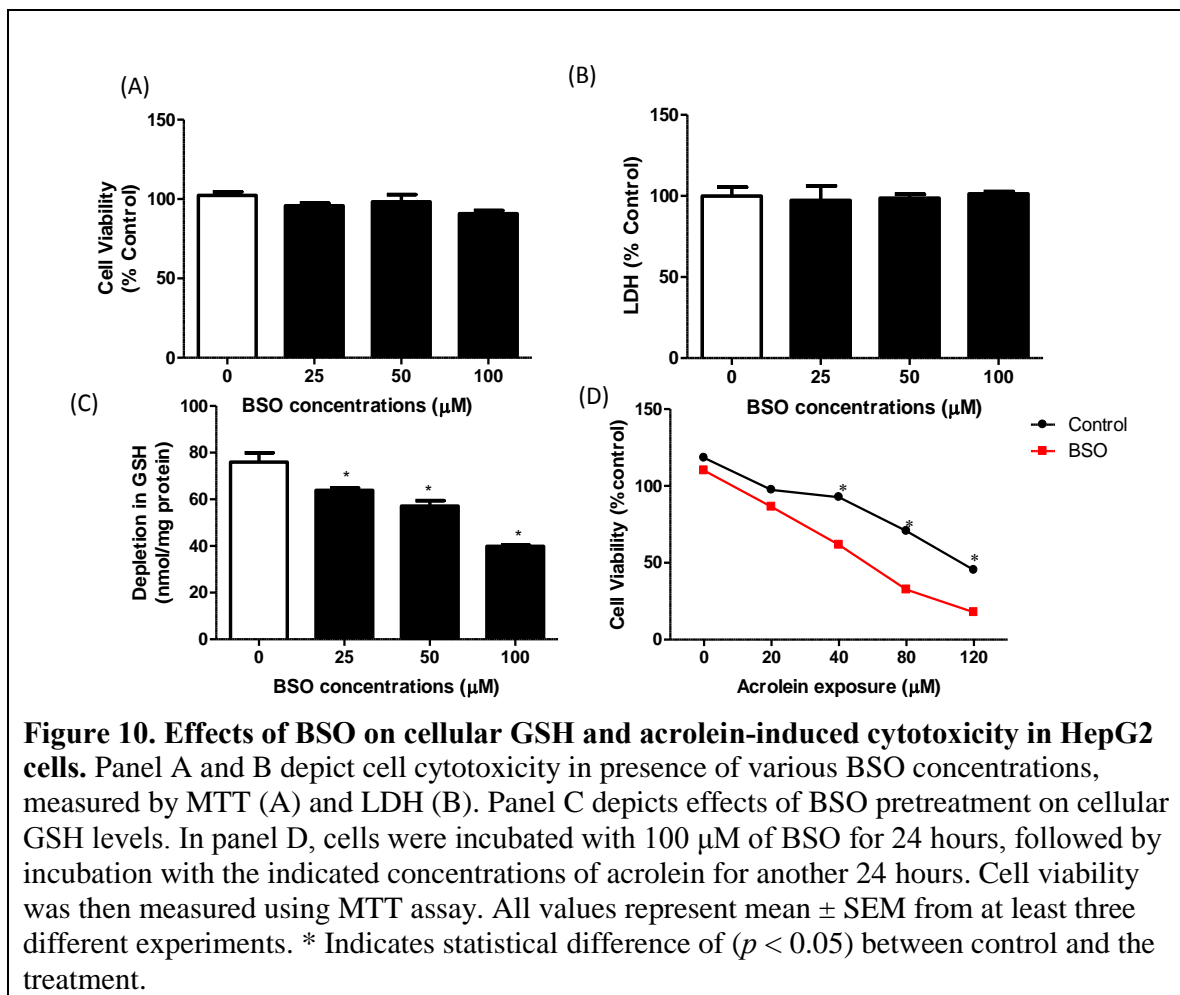 (A)
150
100
50
0
Cell Viability
(% Control)
0 25 50 100
BSO concentrations (μM)
(B)
150
100
50
0
LDH (% Control)
0 25 50 100
BSO concentrations (μM)
(C)
80
60
40
20
0
Depletion in GSH
(nmol/mg protein)
* * *
0 25 50 100
BSO concentrations (μM)
(D)
150
100
50
0
Cell Viability (%control)
* * *
0 20 40 80 120
Acrolein exposure (μM)
Control
BSO
Figure 10. Effects of BSO on cellular GSH and acrolein-induced cytotoxicity in HepG2
cells. Panel A and B depict cell cytotoxicity in presence of various BSO concentrations,
measured by MTT (A) and LDH (B). Panel C depicts effects of BSO pretreatment on cellular
GSH levels. In panel D, cells were incubated with 100 μM of BSO for 24 hours, followed by
incubation with the indicated concentrations of acrolein for another 24 hours. Cell viability
was then measured using MTT assay. All values represent mean ± SEM from at least three
different experiments. * Indicates statistical difference of (p < 0.05) between control and the
treatment.